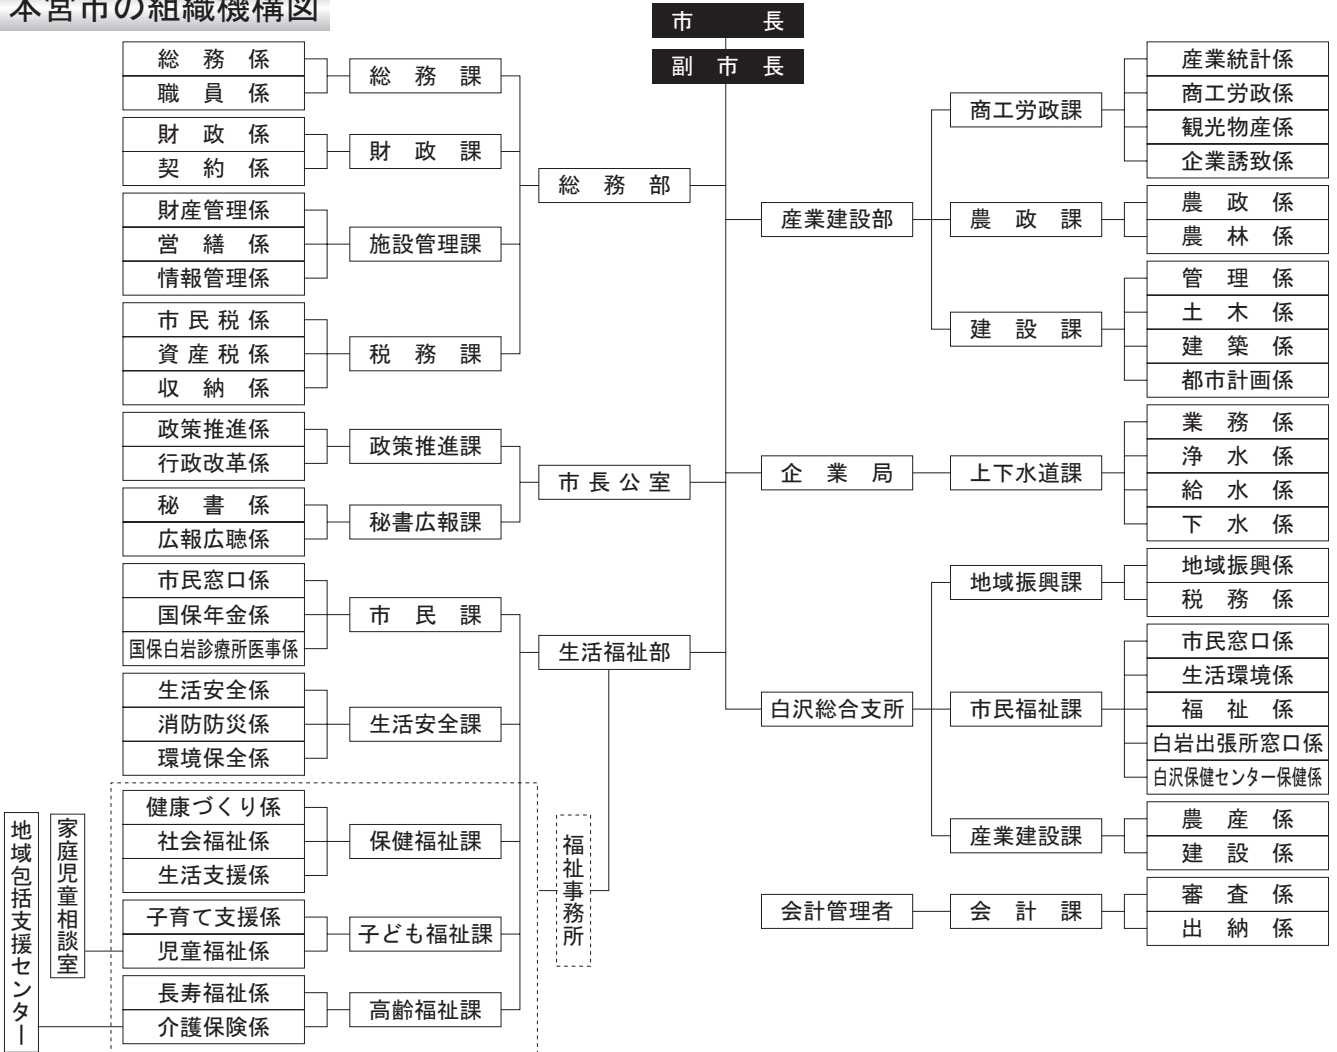 本宮市の組織機構図
市長
副市長
総務部
総務課
総務係
職員係
財政課
財政係
契約係
施設管理課
財産管理係
営繕係
情報管理係
税務課
市民税係
資産税係
収納係
市長公室
政策推進課
政策推進係
行政改革係
秘書広報課
秘書係
広報広聴係
生活福祉部
市民課
市民窓口係
国保年金係
国保白岩診療所医事係
生活安全課
生活安全係
消防防災係
環境保全係
福祉事務所
保健福祉課
健康づくり係
社会福祉係
生活支援係
子ども福祉課
子育て支援係
児童福祉係
家庭児童相談室
高齢福祉課
長寿福祉係
介護保険係
地域包括支援センター
産業建設部
商工労政課
産業統計係
商工労政係
観光物産係
企業誘致係
農政課
農政係
農林係
建設課
管理係
土木係
建築係
都市計画係
企業局
上下水道課
業務係
浄水係
給水係
下水係
白沢総合支所
地域振興課
地域振興係
税務係
市民福祉課
市民窓口係
生活環境係
福祉係
白岩出張所窓口係
白沢保健センター保健係
産業建設課
農産係
建設係
会計管理者
会計課
審査係
出納係